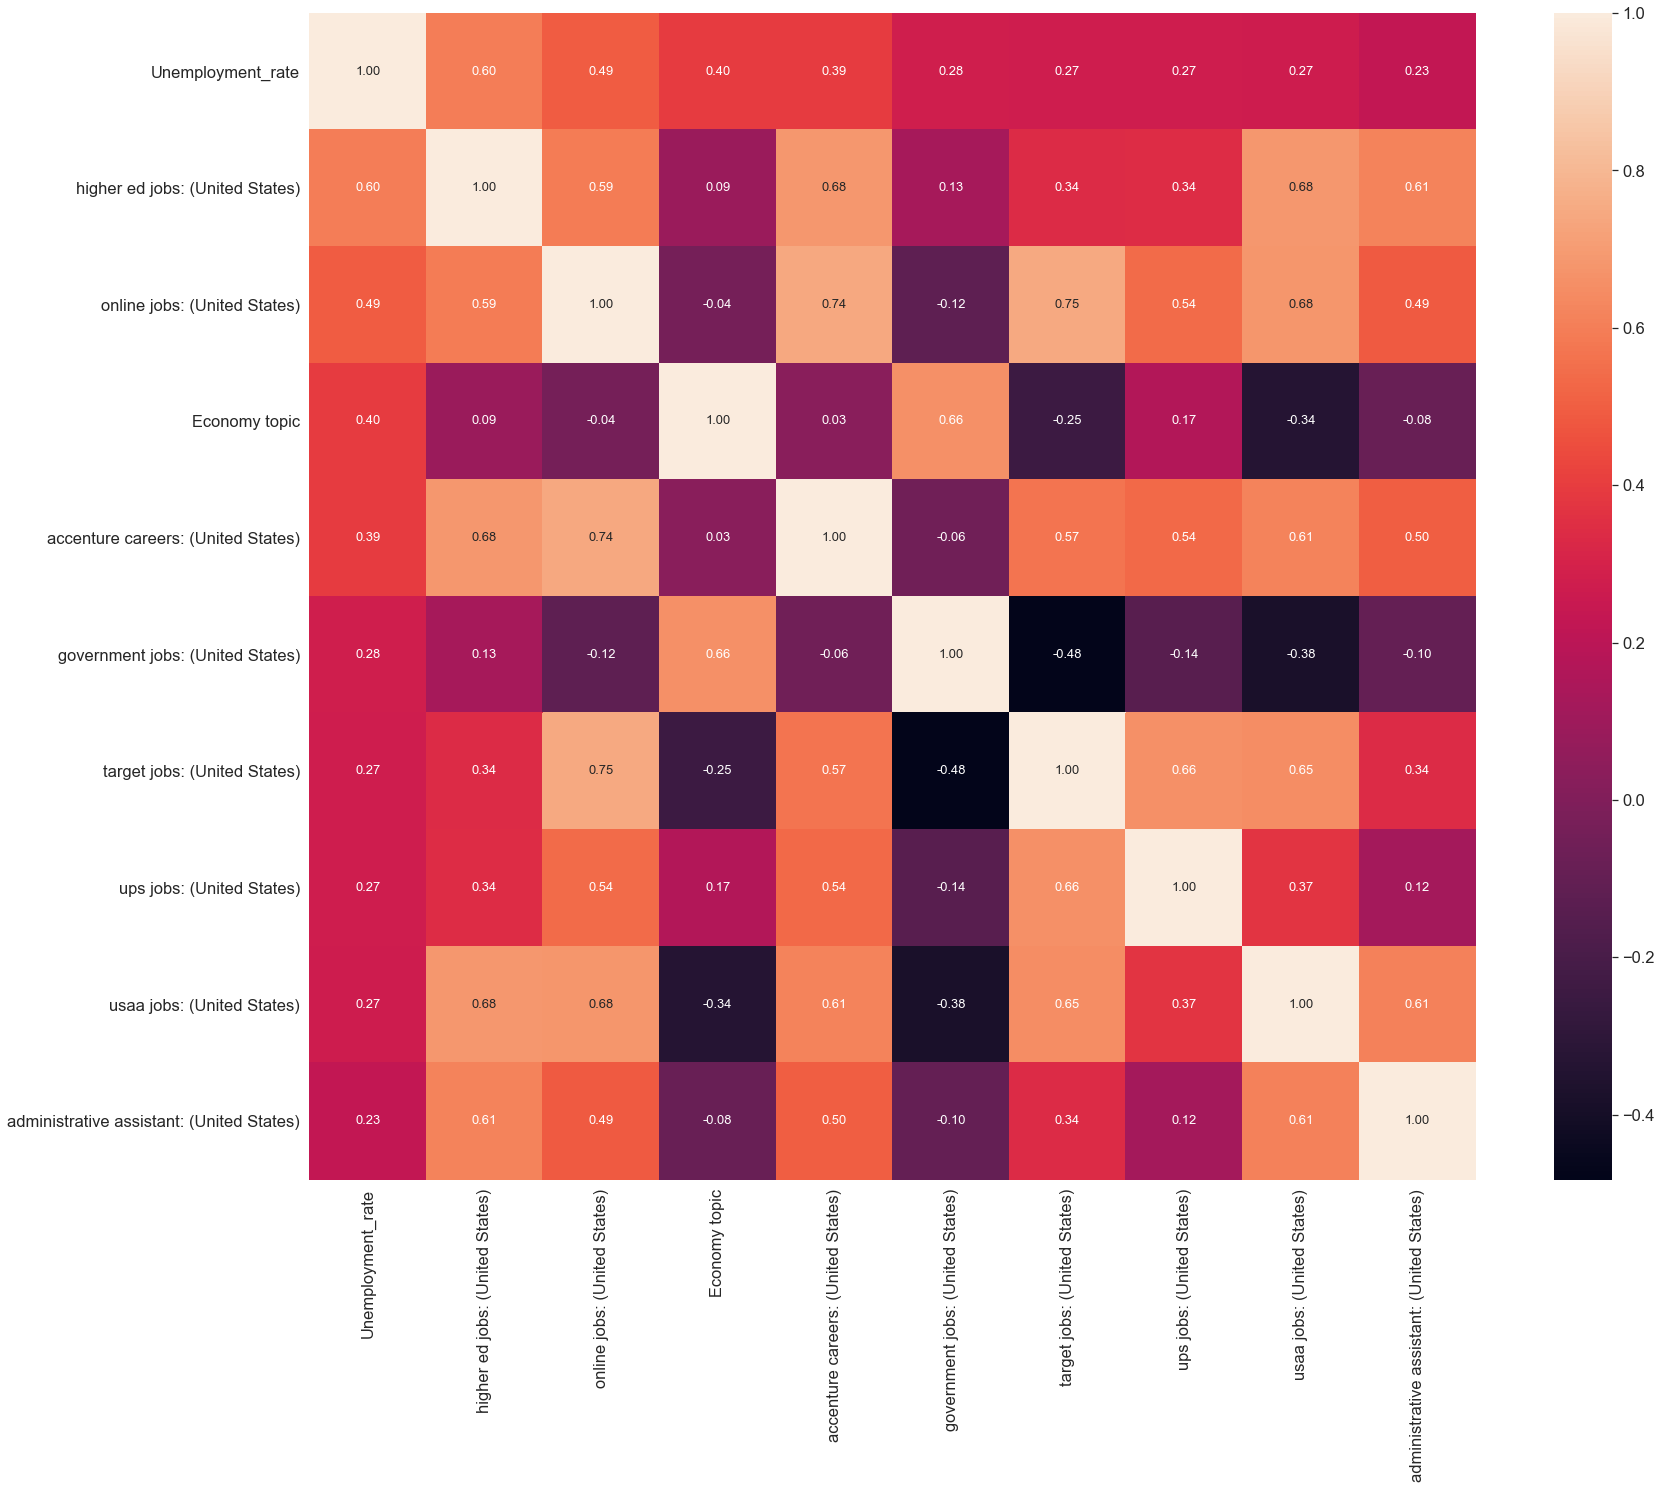 Unemployment_rate 1.00 0.60 0.49 0.40 0.39 0.28 0.27 0.27 0.27 0.23
higher ed jobs: (United States) 0.60 1.00 0.59 0.09 0.68 0.13 0.34 0.34 0.68 0.61
online jobs: (United States) 0.49 0.59 1.00 -0.04 0.74 -0.12 0.75 0.54 0.68 0.49
Economy topic 0.40 0.09 -0.04 1.00 0.03 0.66 -0.25 0.17 -0.34 -0.08
accenture careers: (United States) 0.39 0.68 0.74 0.03 1.00 -0.06 0.57 0.54 0.61 0.50
government jobs: (United States) 0.28 0.13 -0.12 0.66 -0.06 1.00 -0.48 -0.14 -0.38 -0.10
target jobs: (United States) 0.27 0.34 0.75 -0.25 0.57 -0.48 1.00 0.66 0.65 0.34
ups jobs: (United States) 0.27 0.34 0.54 0.17 0.54 -0.14 0.66 1.00 0.37 0.12
usaa jobs: (United States) 0.27 0.68 0.68 -0.34 0.61 -0.38 0.65 0.37 1.00 0.61
administrative assistant: (United States) 0.23 0.61 0.49 -0.08 0.50 -0.10 0.34 0.12 0.61 1.00
Unemployment_rate
higher ed jobs: (United States)
online jobs: (United States)
Economy topic
accenture careers: (United States)
government jobs: (United States)
target jobs: (United States)
ups jobs: (United States)
usaa jobs: (United States)
administrative assistant: (United States)
1.0
0.8
0.6
0.4
0.2
0.0
−0.2
−0.4